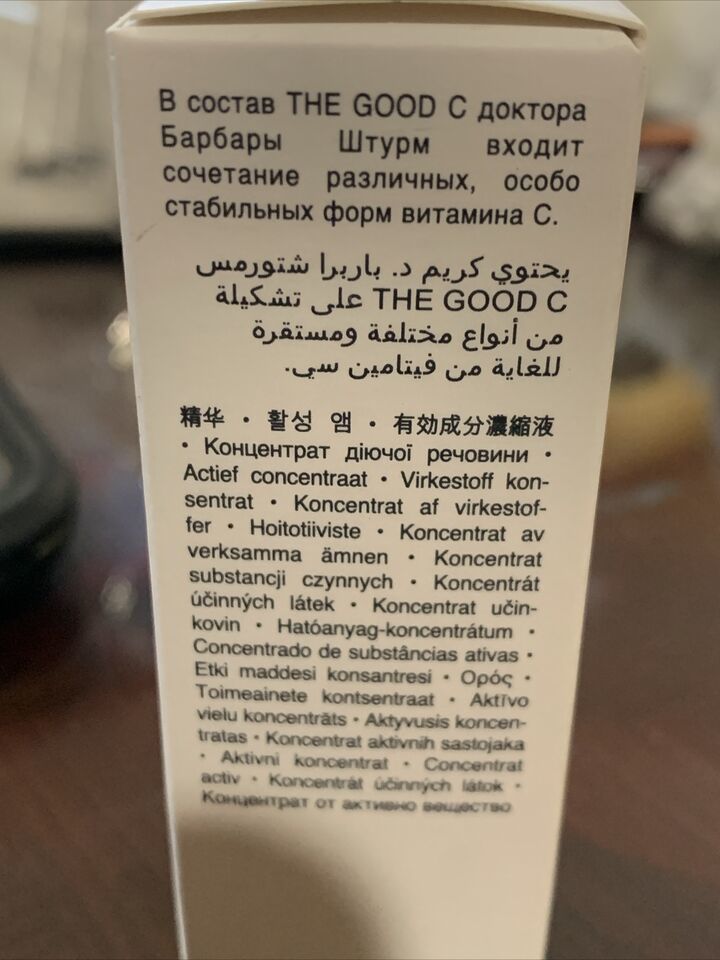 В состав THE GOOD C доктора
Барбары Штурм входит
сочетание различных, особо
стабильных форм витамина С.
يحتوي كريم د. باربرا شتورمس
THE GOOD C على تشكيلة
من أنواع مختلفة ومستقرة
للغاية من فيتامين سي.
精华 · 활성 앰 · 有効成分濃縮液
· Концентрат діючої речовини ·
Actief concentraat · Virkestoff kon-
sentrat · Koncentrat af virkestof-
fer · Hoitotiiviste · Koncentrat av
verksamma ämnen · Koncentrat
substancji czynnych · Koncentrát
účinných látek · Koncentrat učin-
kovin · Hatóanyag-koncentrátum ·
Concentrado de substâncias ativas ·
Etki maddesi konsantresi · Ορός ·
Toimeainete kontsentraat · Aktīvo
vielu koncentrāts · Aktyvusis koncen-
tratas · Koncentrat aktivnih sastojaka
· Aktivni koncentrat · Concentrat
activ · Koncentrát účinných látok ·
Концентрат от активно вещество